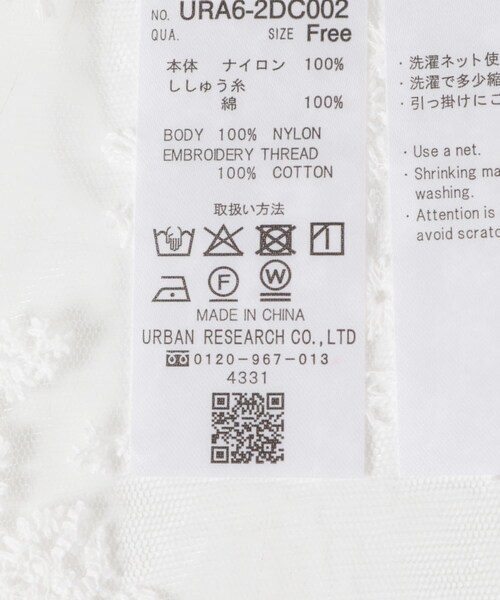 NO. URA6-2DC002
QUA. SIZE Free
本体 ナイロン 100%
ししゅう糸
綿 100%
BODY 100% NYLON
EMBROIDERY THREAD
100% COTTON
取扱い方法
F W
MADE IN CHINA
URBAN RESEARCH CO.,LTD
0120-967-013
4331
・洗濯ネット使
・洗濯で多少縮
・引っ掛けにご
・Use a net.
・Shrinking ma
washing.
・Attention is
avoid scratc